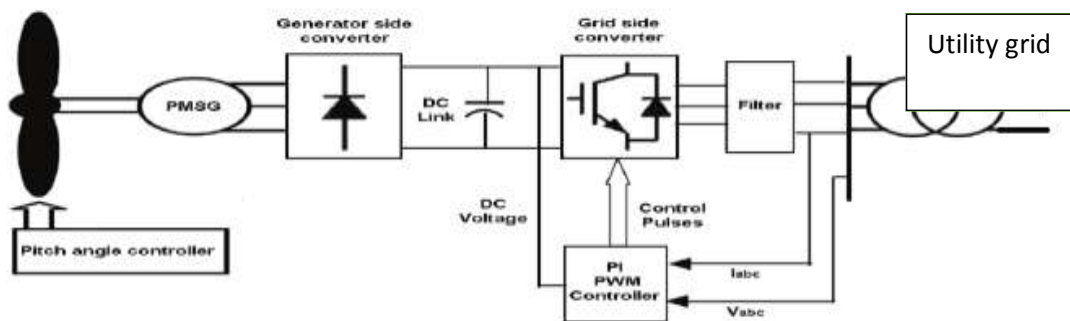 Generator side
converter
Grid side
converter
Utility grid
PMSG
DC
Link
Filter
DC
Voltage
Control
Pulses
Pitch angle controller
PI
PWM
Controller
Iabc
Vabc